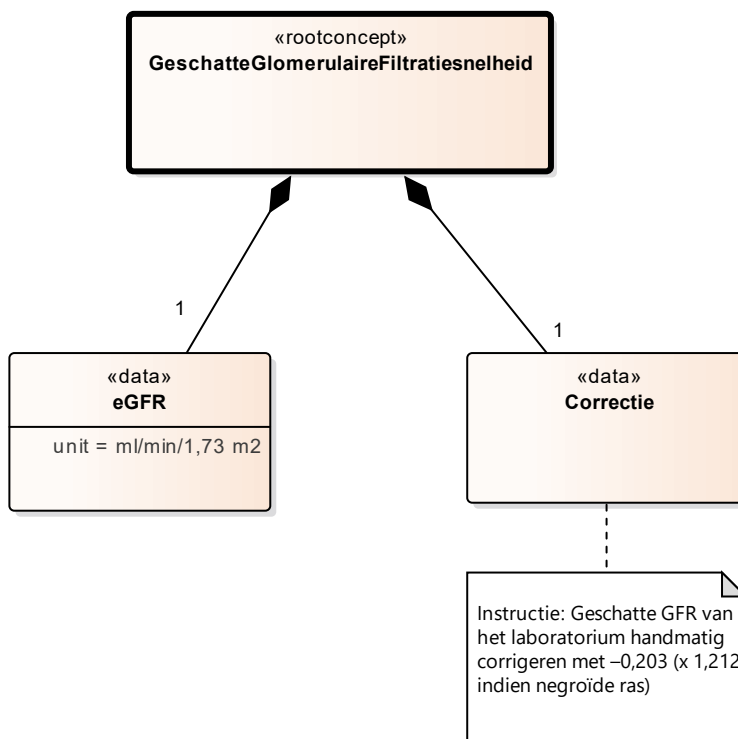 «rootconcept»
GeschatteGlomerulaireFiltratiesnelheid
1
1
«data»
eGFR
unit = ml/min/1,73 m2
«data»
Correctie
Instructie: Geschatte GFR van
het laboratorium handmatig
corrigeren met –0,203 (x 1,212
indien negroïde ras)